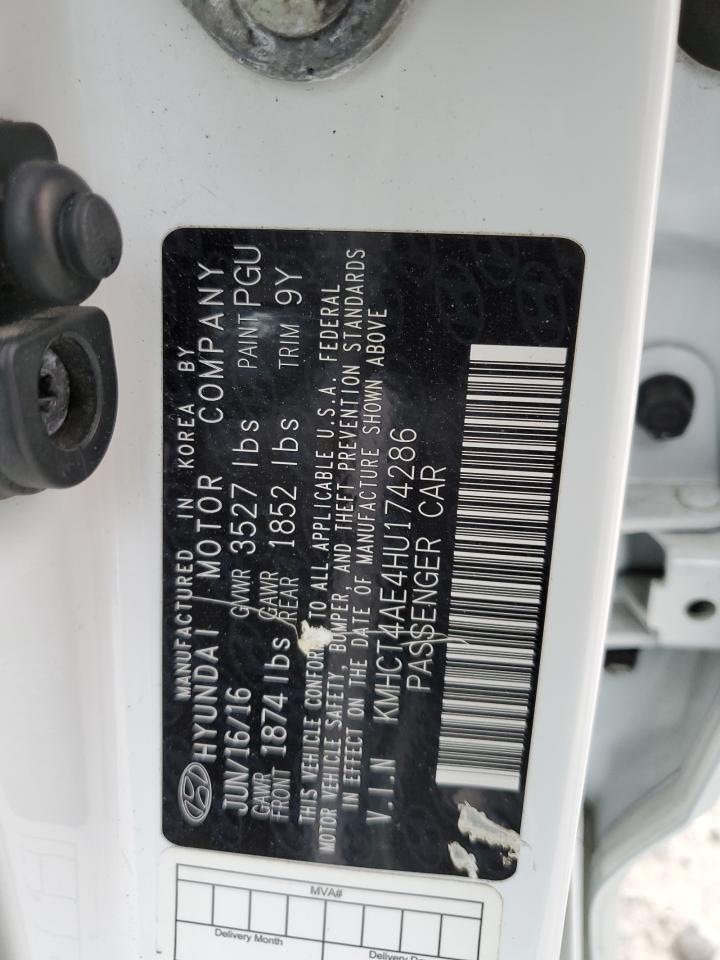 MANUFACTURED IN KOREA BY
HYUNDAI MOTOR COMPANY
JUN/16/16 GVWR 3527 lbs PAINT PGU
GAWR FRONT 1874 lbs GAWR REAR 1852 lbs TRIM 9Y
THIS VEHICLE CONFORMS TO ALL APPLICABLE U.S.A. FEDERAL
MOTOR VEHICLE SAFETY, BUMPER, AND THEFT PREVENTION STANDARDS
IN EFFECT ON THE DATE OF MANUFACTURE SHOWN ABOVE
V.I.N KMHCT4AE4HU174286
PASSENGER CAR
MVA#
Delivery Month
Delivery